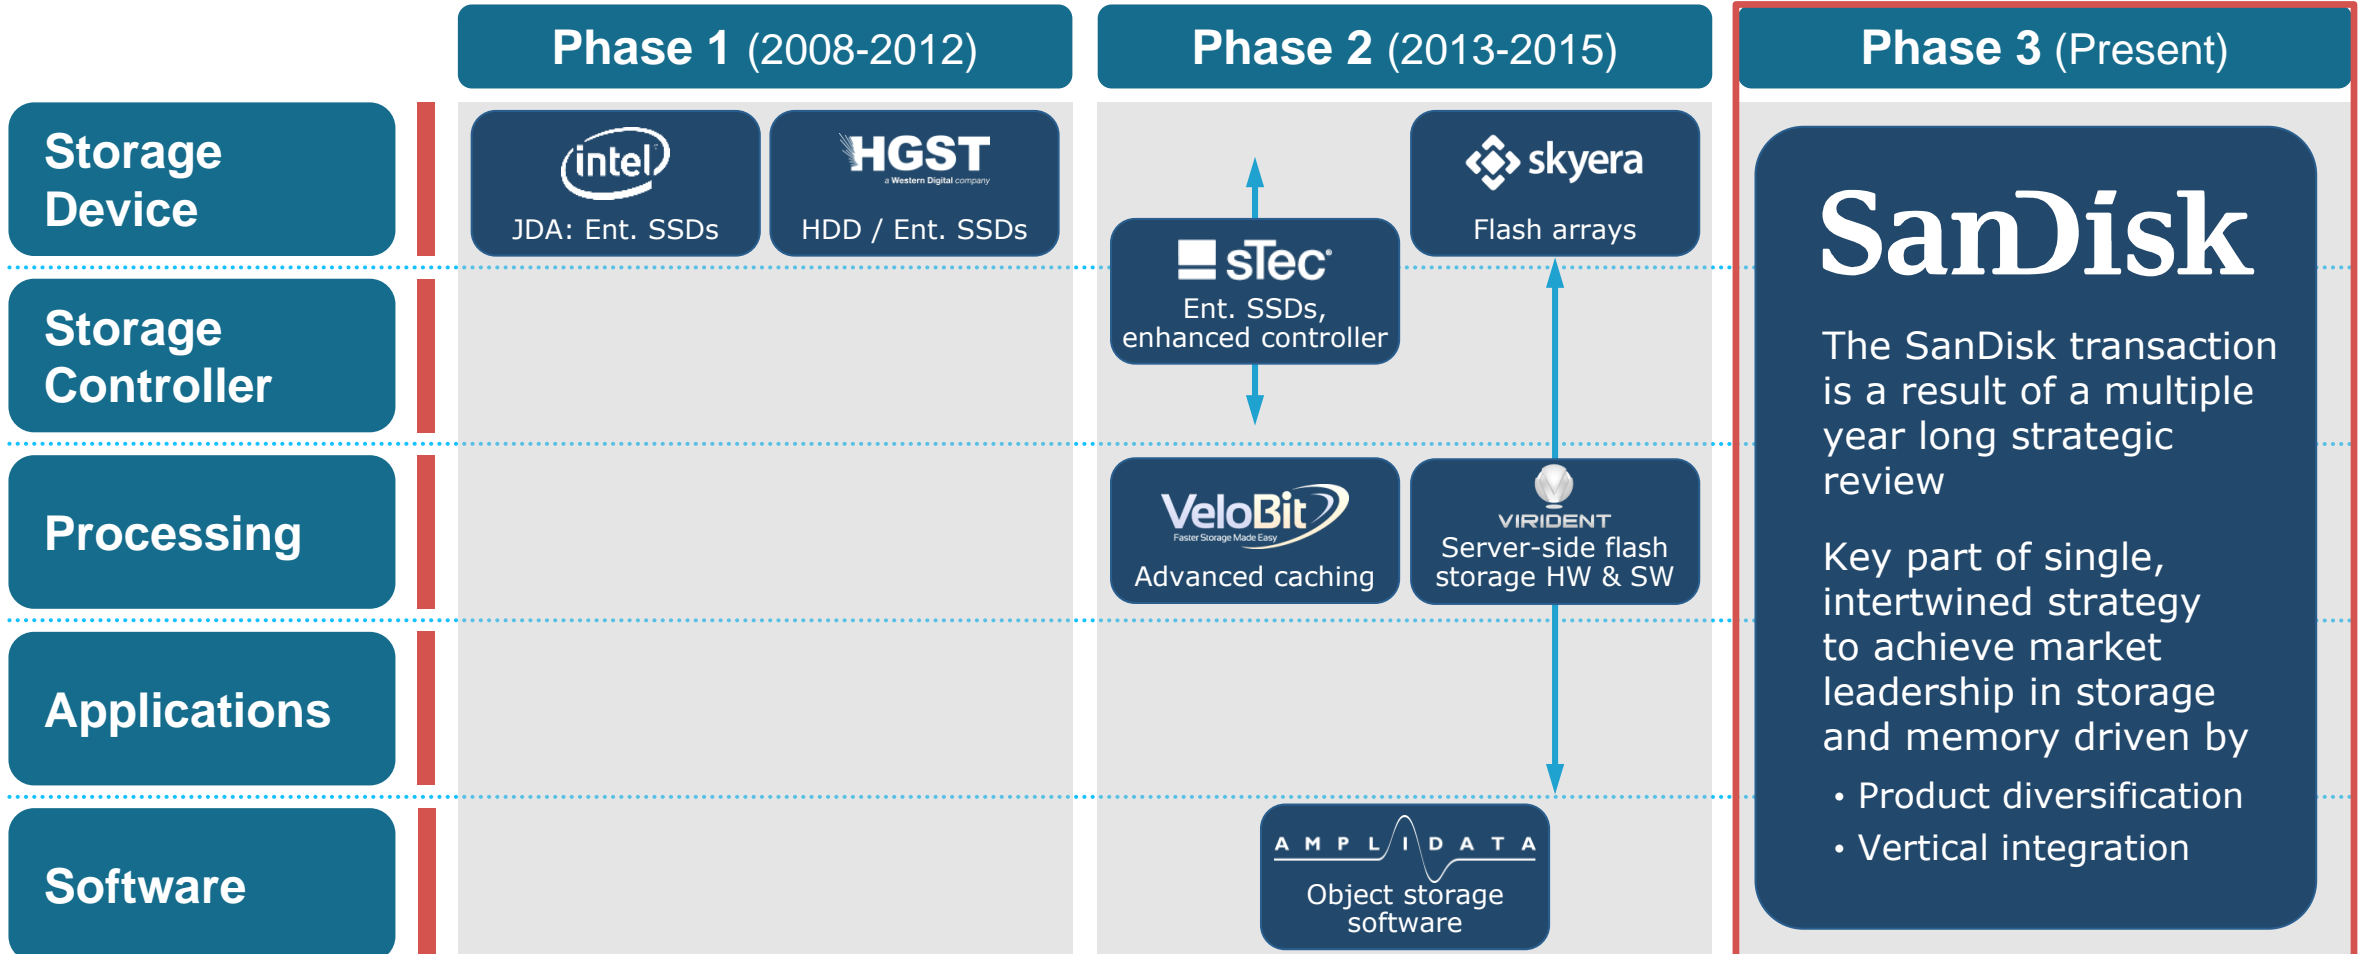 Phase 1 (2008-2012)
Phase 2 (2013-2015)
Phase 3 (Present)
Storage
Device
intel
JDA: Ent. SSDs
HGST
a Western Digital company
HDD / Ent. SSDs
skyera
Flash arrays
sTec
Ent. SSDs,
enhanced controller
Storage
Controller
Processing
VeloBit
Faster Storage Made Easy
Advanced caching
VIRIDENT
Server-side flash
storage HW & SW
Applications
Software
AMPLIDATA
Object storage
software
SanDisk
The SanDisk transaction
is a result of a multiple
year long strategic
review
Key part of single,
intertwined strategy
to achieve market
leadership in storage
and memory driven by
• Product diversification
• Vertical integration